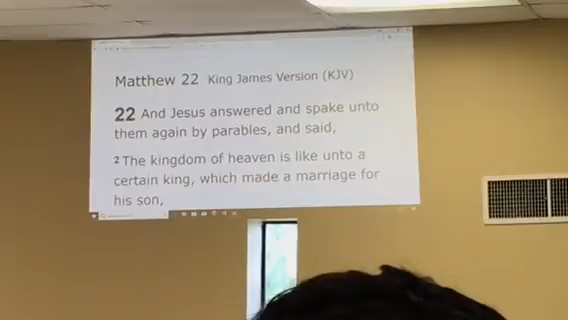 Matthew 22 King James Version (KJV)
22 And Jesus answered and spake unto
them again by parables, and said,
2 The kingdom of heaven is like unto a
certain king, which made a marriage for
his son,